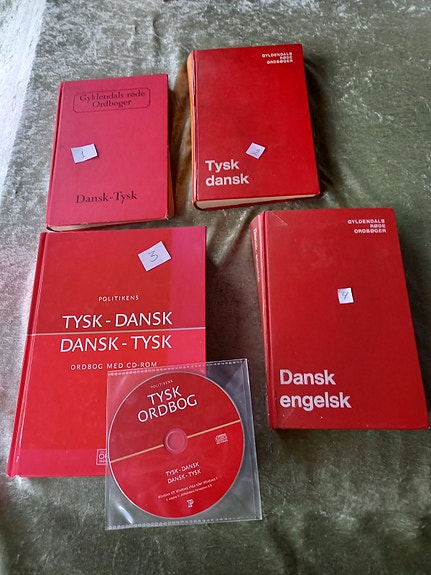 Gyldendals røde
Ordbøger
1
Dansk-Tysk
GYLDENDALS
RØDE
ORDBØGER
2
Tysk
dansk
3
POLITIKENS
TYSK - DANSK
DANSK - TYSK
ORDBOG MED CD-ROM
GYLDENDALS
RØDE
ORDBØGER
4
Dansk
engelsk
POLITIKENS
TYSK
ORDBOG
TYSK - DANSK
DANSK - TYSK